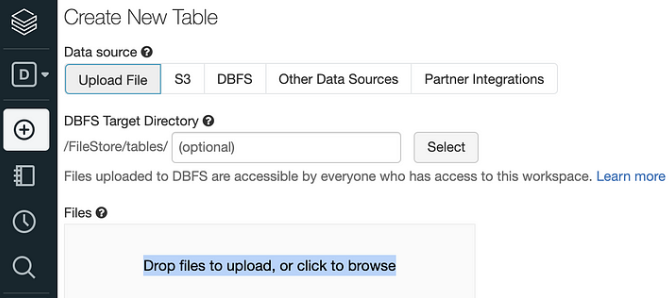 Create New Table
Data source ?
D
Upload File S3 DBFS Other Data Sources Partner Integrations
DBFS Target Directory ?
/FileStore/tables/ (optional) Select
Files uploaded to DBFS are accessible by everyone who has access to this workspace. Learn more
Files ?
Drop files to upload, or click to browse